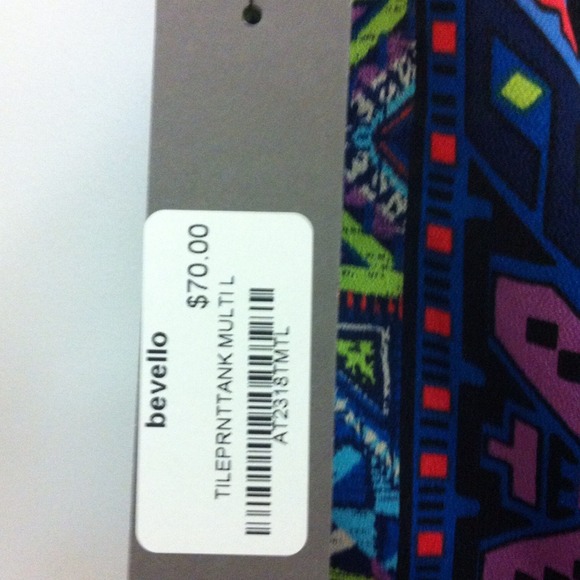 bevello
$70.00
TILEPRNTTANK MULTI L
AT2318TMTL